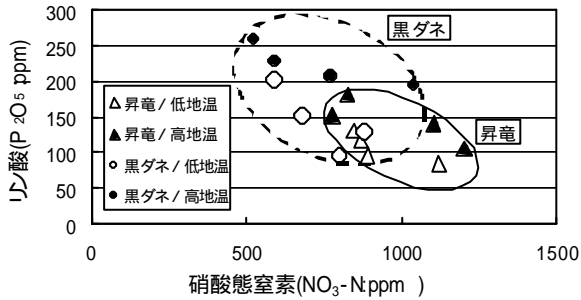 300
250
200
150
100
50
0
リン酸(P2O5:ppm)
黒ダネ
昇竜
△ 昇竜/低地温
▲ 昇竜/高地温
○ 黒ダネ/低地温
● 黒ダネ/高地温
0 500 1000 1500
硝酸態窒素(NO3-N:ppm )